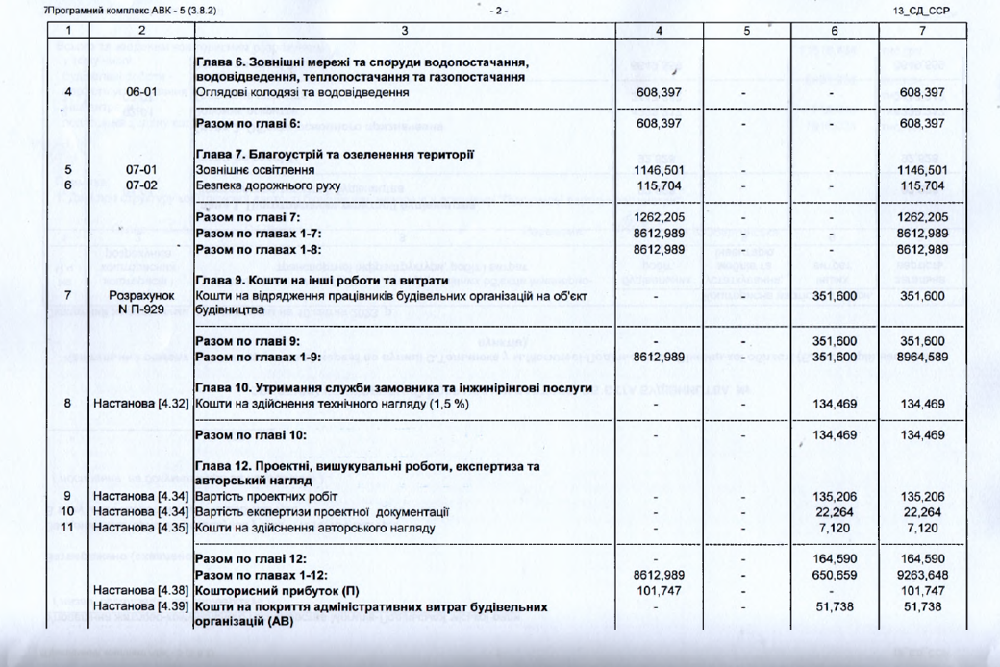 7Програмний комплекс АВК - 5 (3.8.2) - 2 - 13_СД_ССР
1 2 3 4 5 6 7
Глава 6. Зовнішні мережі та споруди водопостачання,
водовідведення, теплопостачання та газопостачання
4 06-01 Оглядові колодязі та водовідведення 608,397 - - 608,397
Разом по главі 6: 608,397 - - 608,397
Глава 7. Благоустрій та озеленення території
5 07-01 Зовнішнє освітлення 1146,501 - - 1146,501
6 07-02 Безпека дорожнього руху 115,704 - - 115,704
Разом по главі 7: 1262,205 - - 1262,205
Разом по главах 1-7: 8612,989 - - 8612,989
Разом по главах 1-8: 8612,989 - - 8612,989
Глава 9. Кошти на інші роботи та витрати
7 Розрахунок Кошти на відрядження працівників будівельних організацій на об'єкт - - 351,600 351,600
N П-929 будівництва
Разом по главі 9: - - 351,600 351,600
Разом по главах 1-9: 8612,989 - 351,600 8964,589
Глава 10. Утримання служби замовника та інжинірінгові послуги
8 Настанова [4.32] Кошти на здійснення технічного нагляду (1,5 %) - - 134,469 134,469
Разом по главі 10: - - 134,469 134,469
Глава 12. Проектні, вишукувальні роботи, експертиза та
авторський нагляд
9 Настанова [4.34] Вартість проектних робіт - - 135,206 135,206
10 Настанова [4.34] Вартість експертизи проектної документації - - 22,264 22,264
11 Настанова [4.35] Кошти на здійснення авторського нагляду - - 7,120 7,120
Разом по главі 12: - - 164,590 164,590
Разом по главах 1-12: 8612,989 - 650,659 9263,648
Настанова [4.38] Кошторисний прибуток (П) 101,747 - - 101,747
Настанова [4.39] Кошти на покриття адміністративних витрат будівельних - - 51,738 51,738
організацій (АВ)